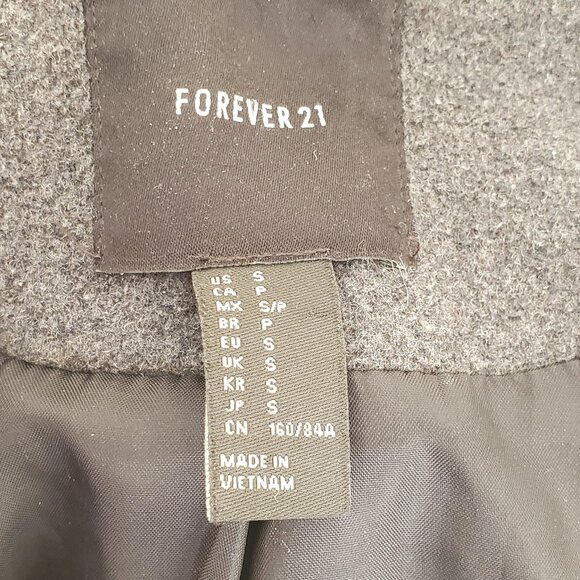 FOREVER 21
US S
CA P
MX S/P
BR P
EU S
UK S
KR S
JP S
CN 160/84A
MADE IN
VIETNAM